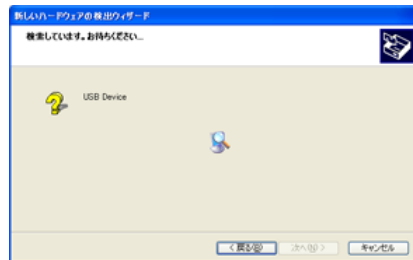 新しいハードウェアの検出ウィザード
検索しています。お待ちください...
USB Device
< 戻る(B)
次へ(N) >
キャンセル